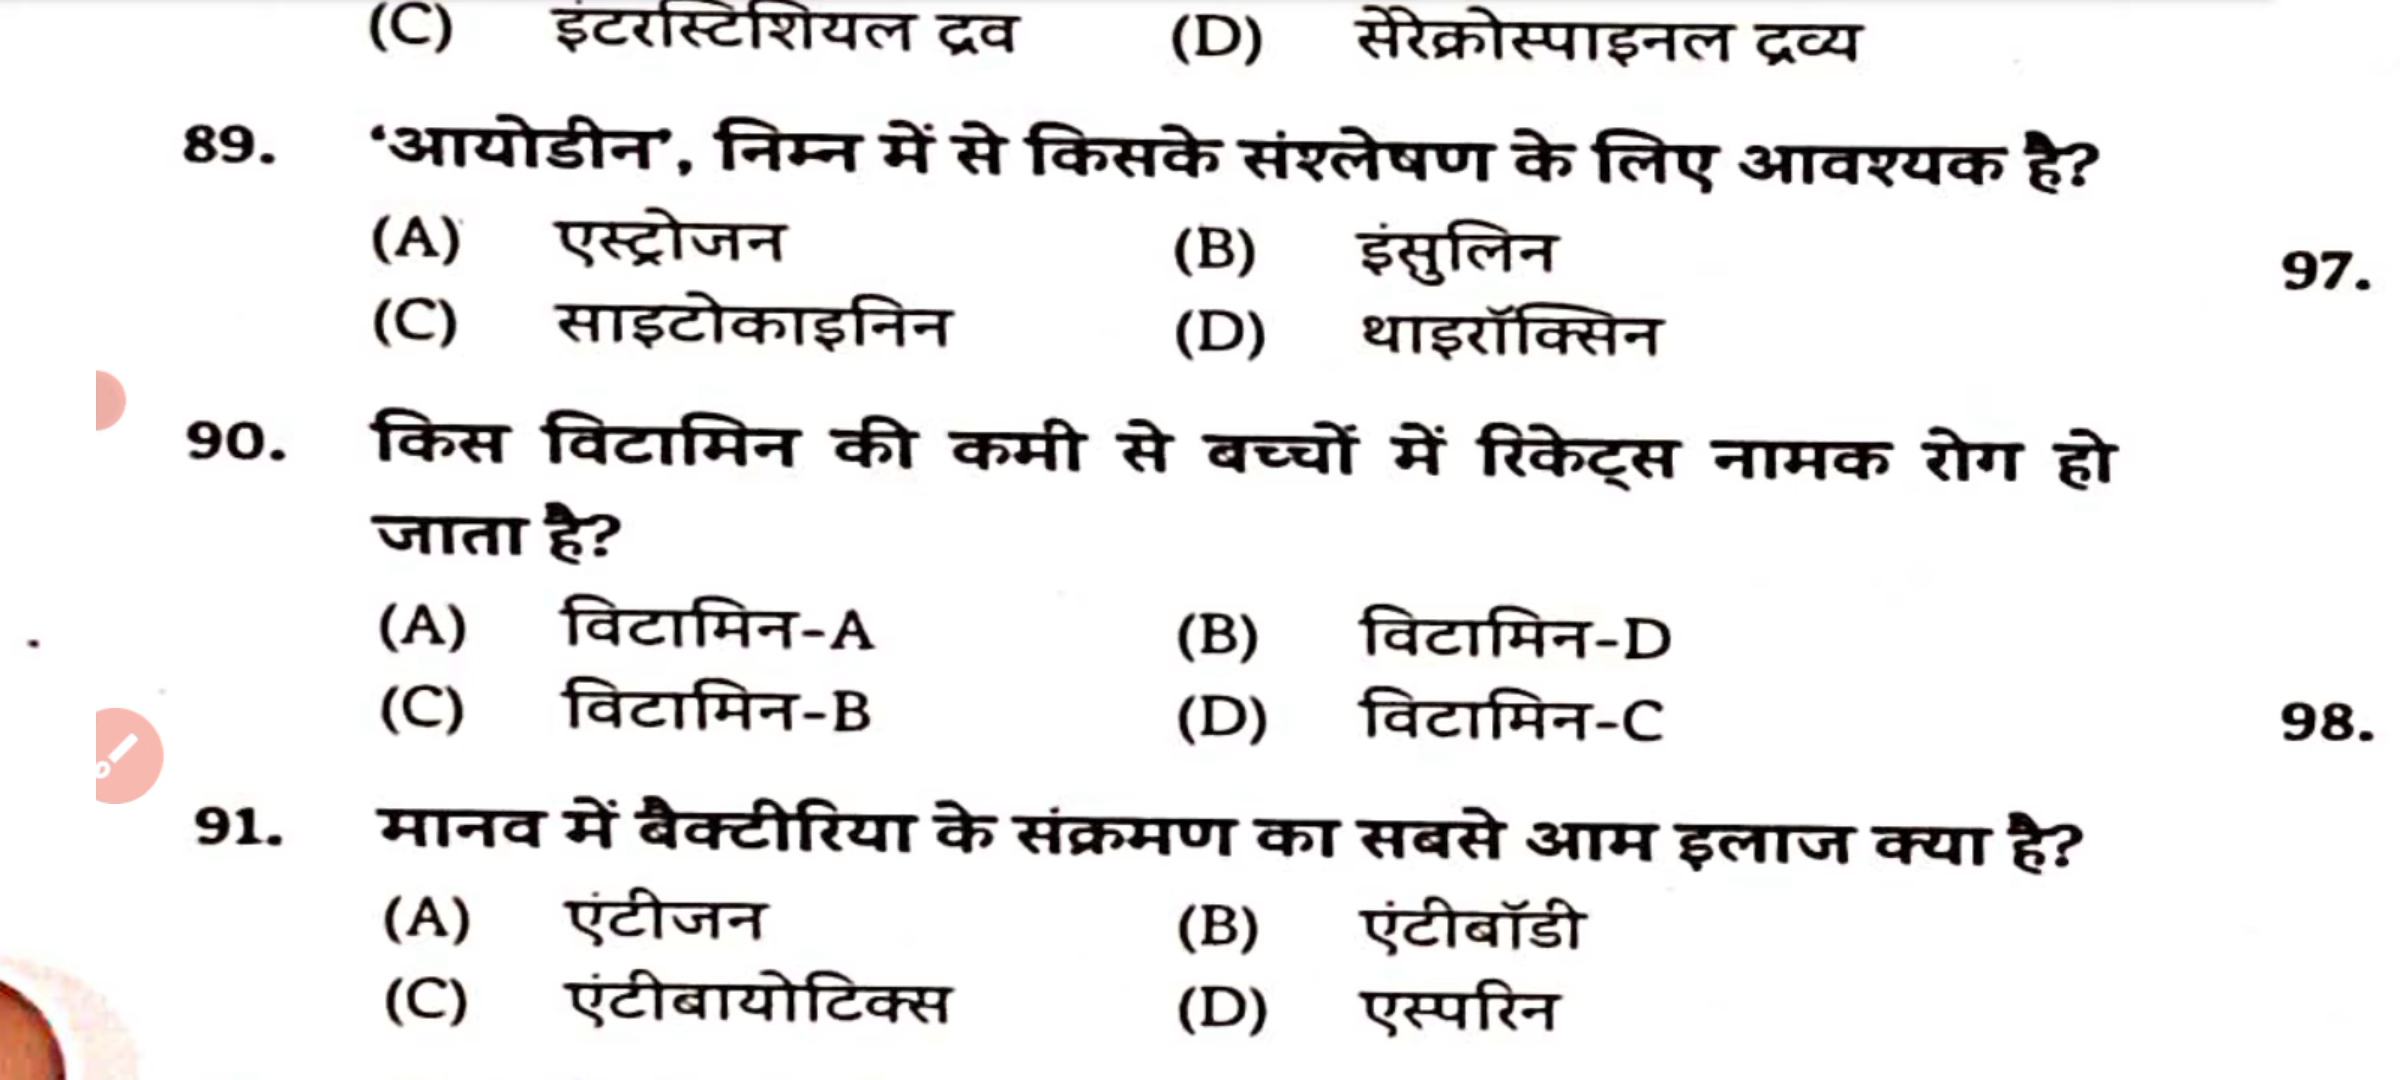 (C) इंटरस्टिशियल द्रव (D) सेरेक्रोस्पाइनल द्रव्य
89. 'आयोडीन', निम्न में से किसके संश्लेषण के लिए आवश्यक है?
(A) एस्ट्रोजन (B) इंसुलिन
97.
(C) साइटोकाइनिन (D) थाइरॉक्सिन
90. किस विटामिन की कमी से बच्चों में रिकेट्स नामक रोग हो
जाता है?
(A) विटामिन-A (B) विटामिन-D
(C) विटामिन-B (D) विटामिन-C
98.
91. मानव में बैक्टीरिया के संक्रमण का सबसे आम इलाज क्या है?
(A) एंटीजन (B) एंटीबॉडी
(C) एंटीबायोटिक्स (D) एस्परिन